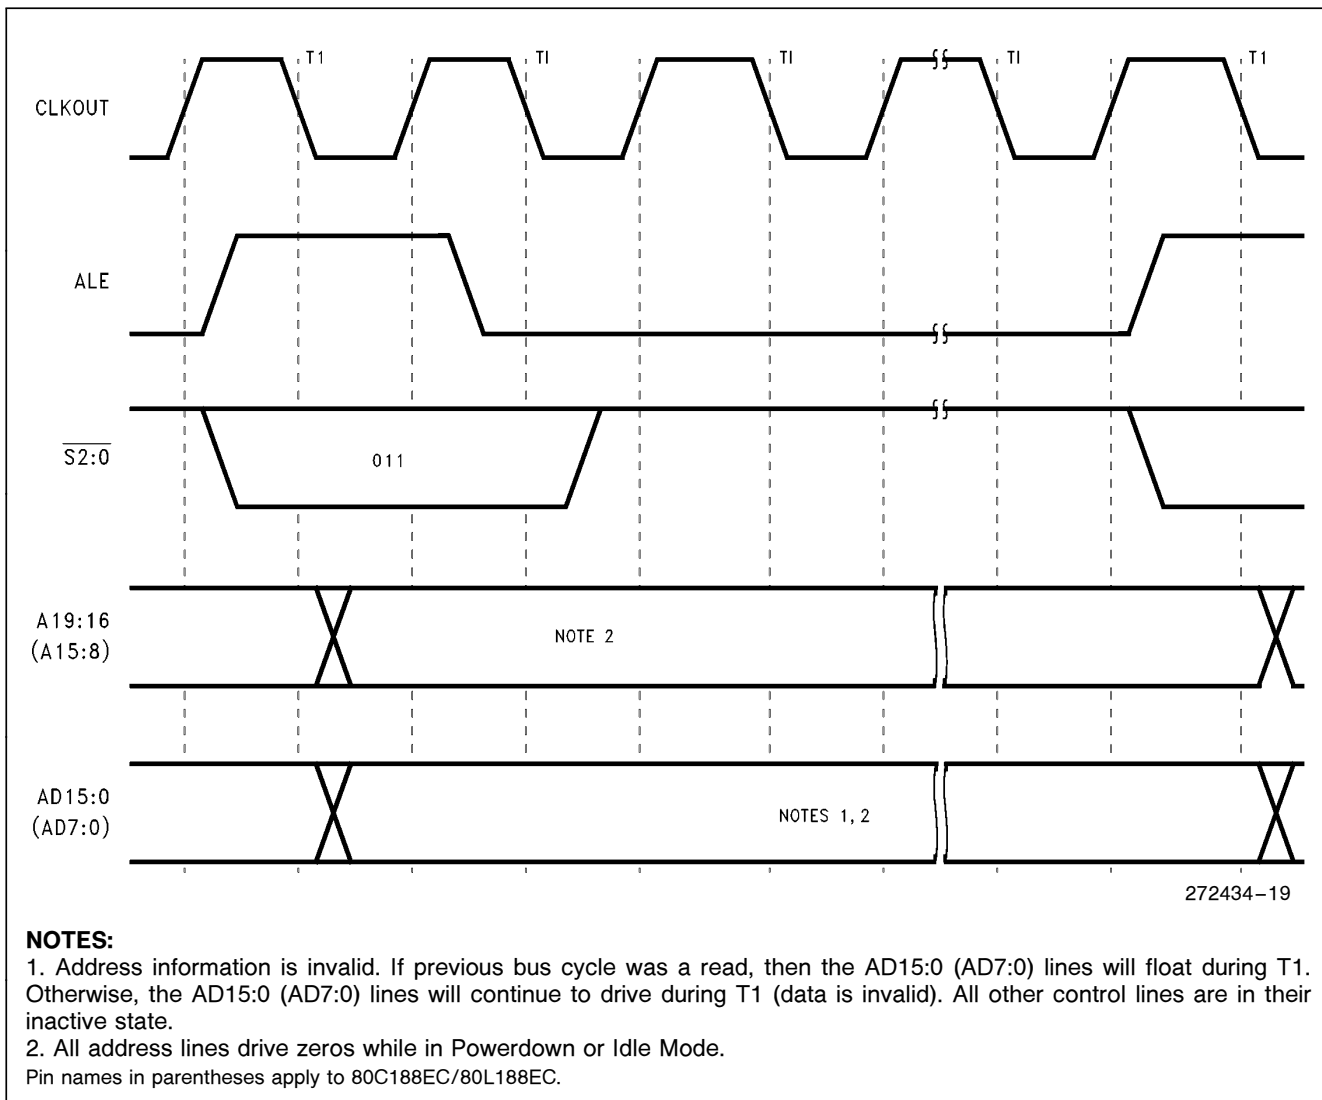 T1 TI TI TI T1
CLKOUT
ALE
S2:0
011
A19:16
(A15:8)
NOTE 2
AD15:0
(AD7:0)
NOTES 1,2
272434–19
NOTES:
1. Address information is invalid. If previous bus cycle was a read, then the AD15:0 (AD7:0) lines will float during T1.
Otherwise, the AD15:0 (AD7:0) lines will continue to drive during T1 (data is invalid). All other control lines are in their
inactive state.
2. All address lines drive zeros while in Powerdown or Idle Mode.
Pin names in parentheses apply to 80C188EC/80L188EC.